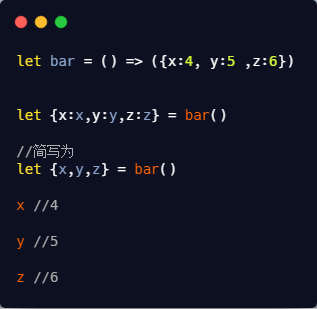 let bar = () => ({x:4, y:5 ,z:6})
let {x:x,y:y,z:z} = bar()
//简写为
let {x,y,z} = bar()
x //4
y //5
z //6